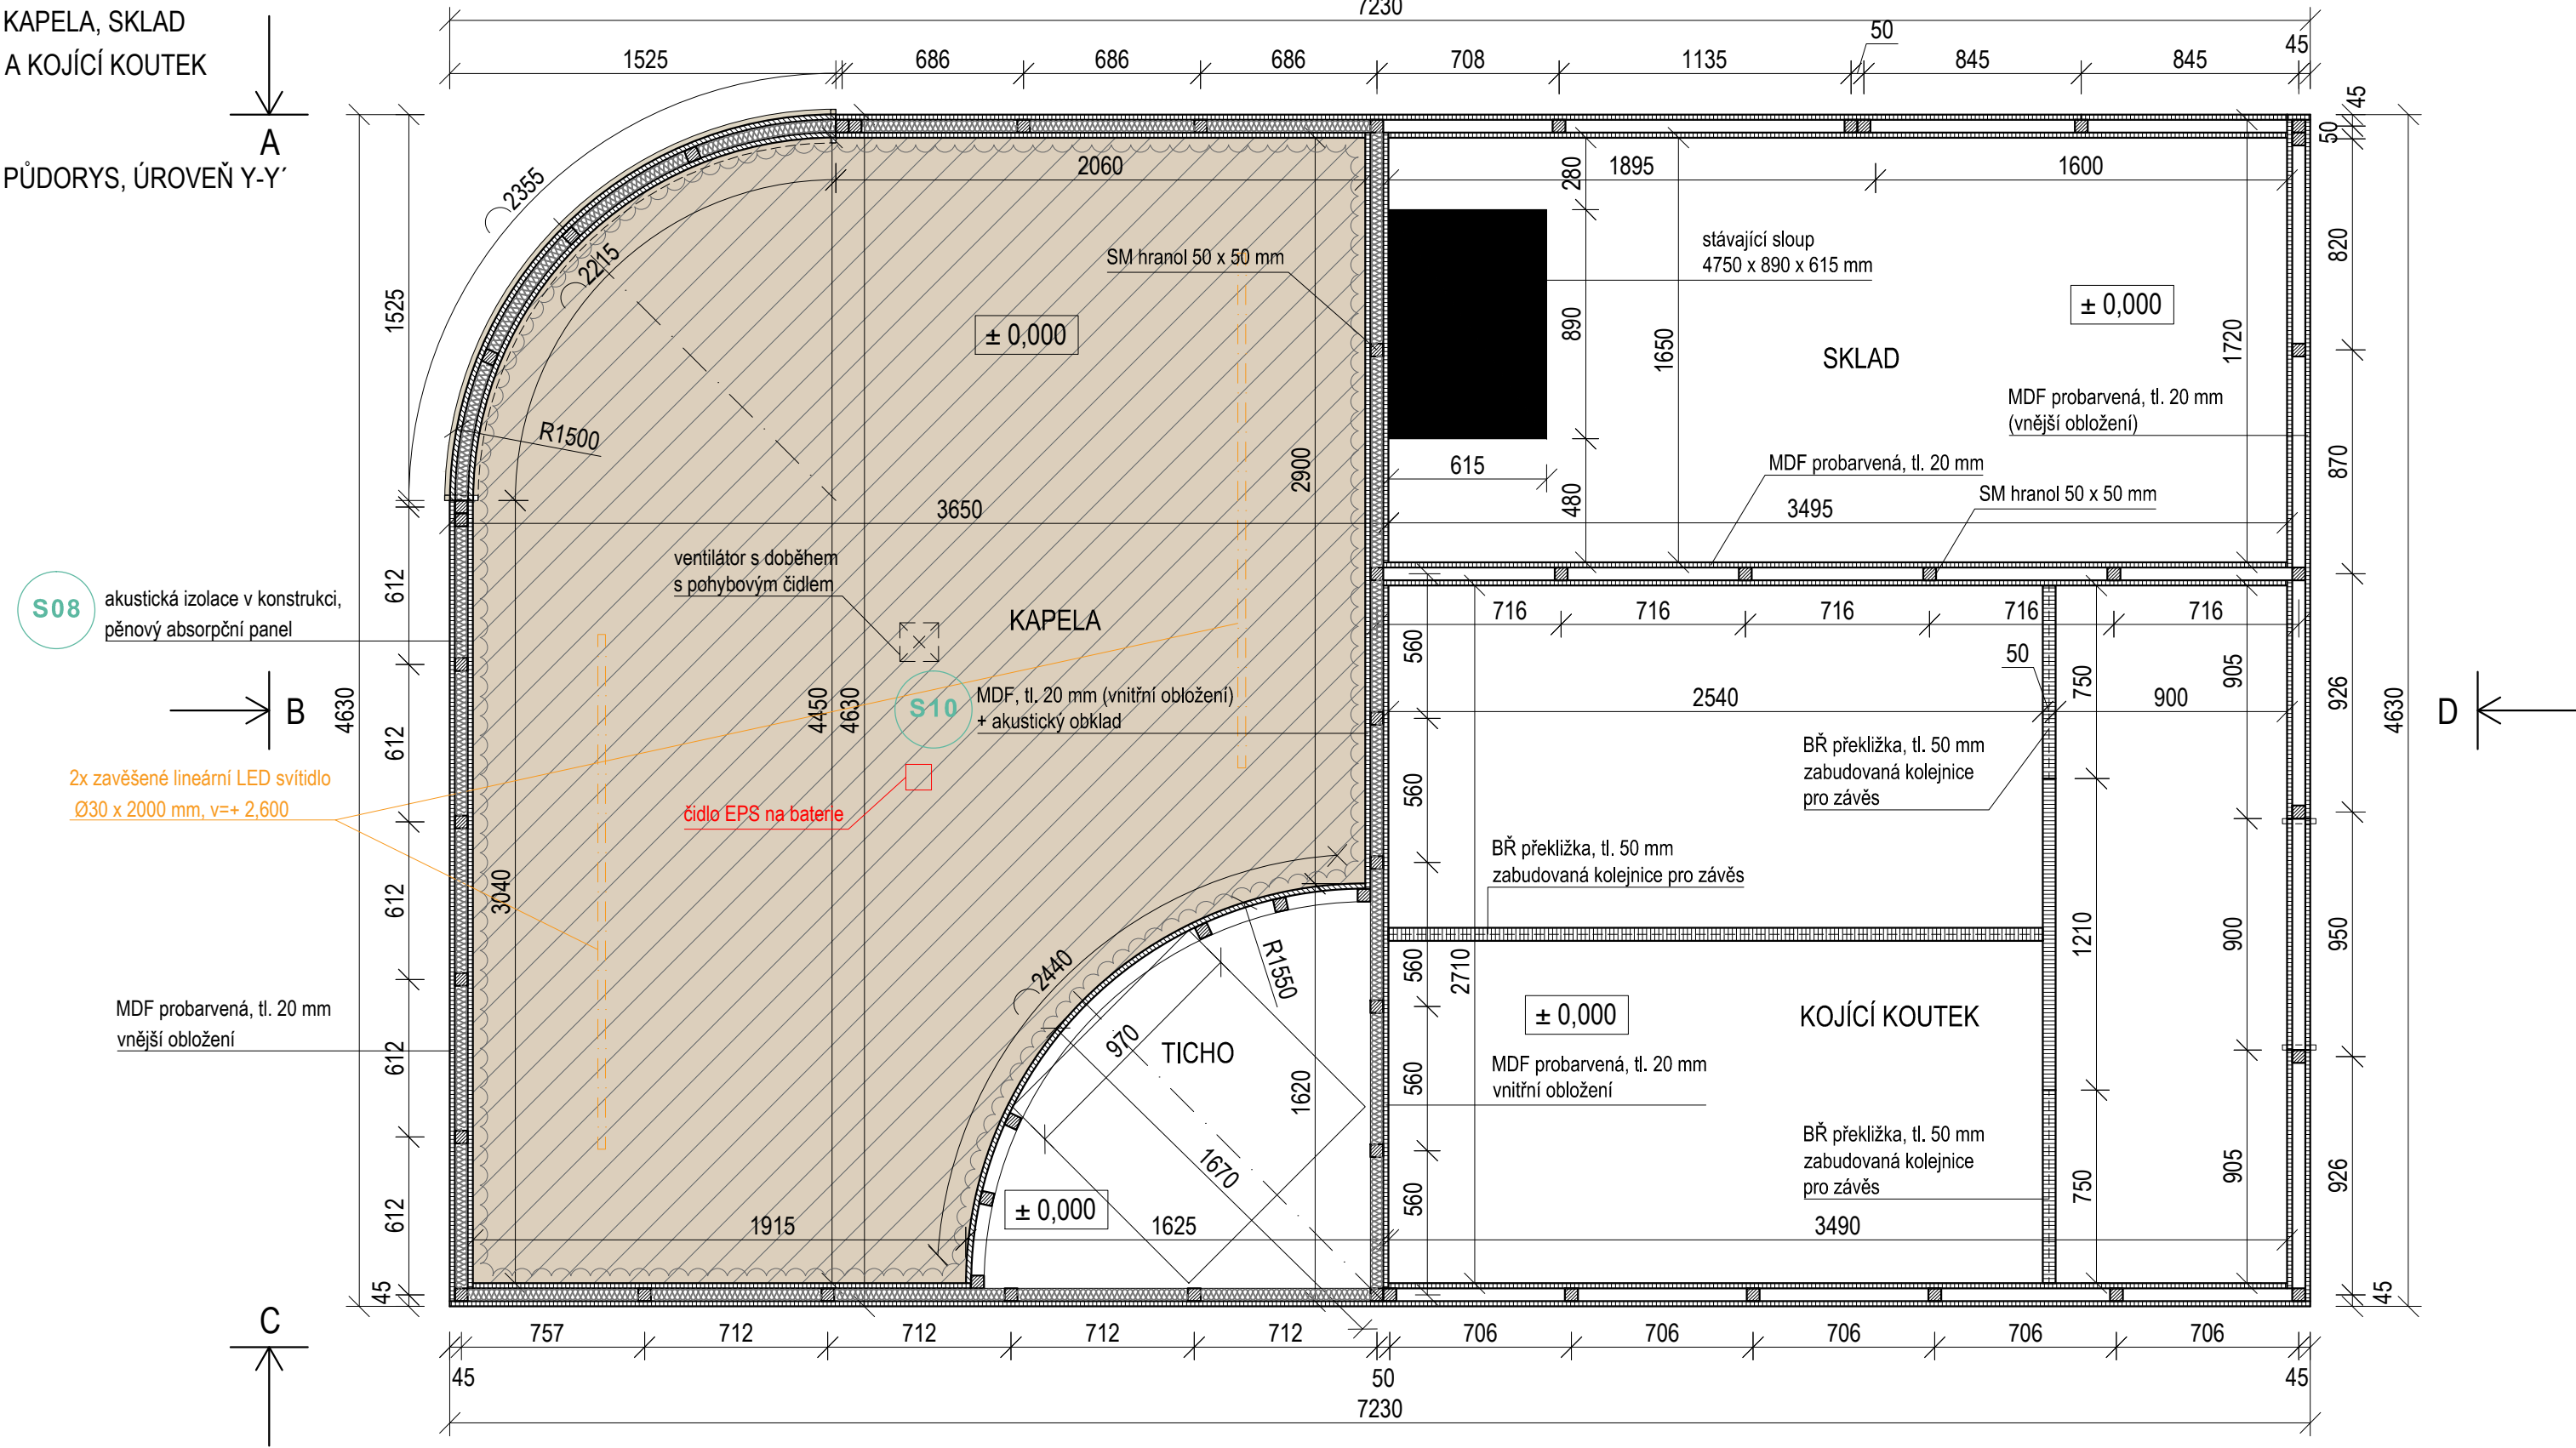 KAPELA, SKLAD
A KOJÍCÍ KOUTEK
A
PŮDORYS, ÚROVEŇ Y-Y´
7230
1525
686
686
686
708
1135
50
845
845
45
45
50
2355
2215
R1500
2060
280
1895
1600
SM hranol 50 x 50 mm
stávající sloup
4750 x 890 x 615 mm
± 0,000
± 0,000
820
890
1650
SKLAD
1720
MDF probarvená, tl. 20 mm
(vnější obložení)
1525
615
MDF probarvená, tl. 20 mm
870
2900
480
SM hranol 50 x 50 mm
3650
3495
ventilátor s doběhem
s pohybovým čidlem
KAPELA
S08
akustická izolace v konstrukci,
pěnový absorpční panel
612
716
716
716
716
716
560
50
750
905
B
4630
612
4450
4630
S10
MDF, tl. 20 mm (vnitřní obložení)
+ akustický obklad
2540
900
926
4630
D
BŘ překližka, tl. 50 mm
zabudovaná kolejnice
pro závěs
2x zavěšené lineární LED svítidlo
Ø30 x 2000 mm, v=+ 2,600
560
čidlo EPS na baterie
BŘ překližka, tl. 50 mm
zabudovaná kolejnice pro závěs
3040
612
2440
R1550
560
2710
1210
900
950
MDF probarvená, tl. 20 mm
vnější obložení
970
TICHO
± 0,000
KOJÍCÍ KOUTEK
612
1620
560
MDF probarvená, tl. 20 mm
vnitřní obložení
BŘ překližka, tl. 50 mm
zabudovaná kolejnice
pro závěs
1670
560
750
905
926
612
1915
± 0,000
1625
3490
45
45
C
757
712
712
712
712
706
706
706
706
706
45
50
45
7230